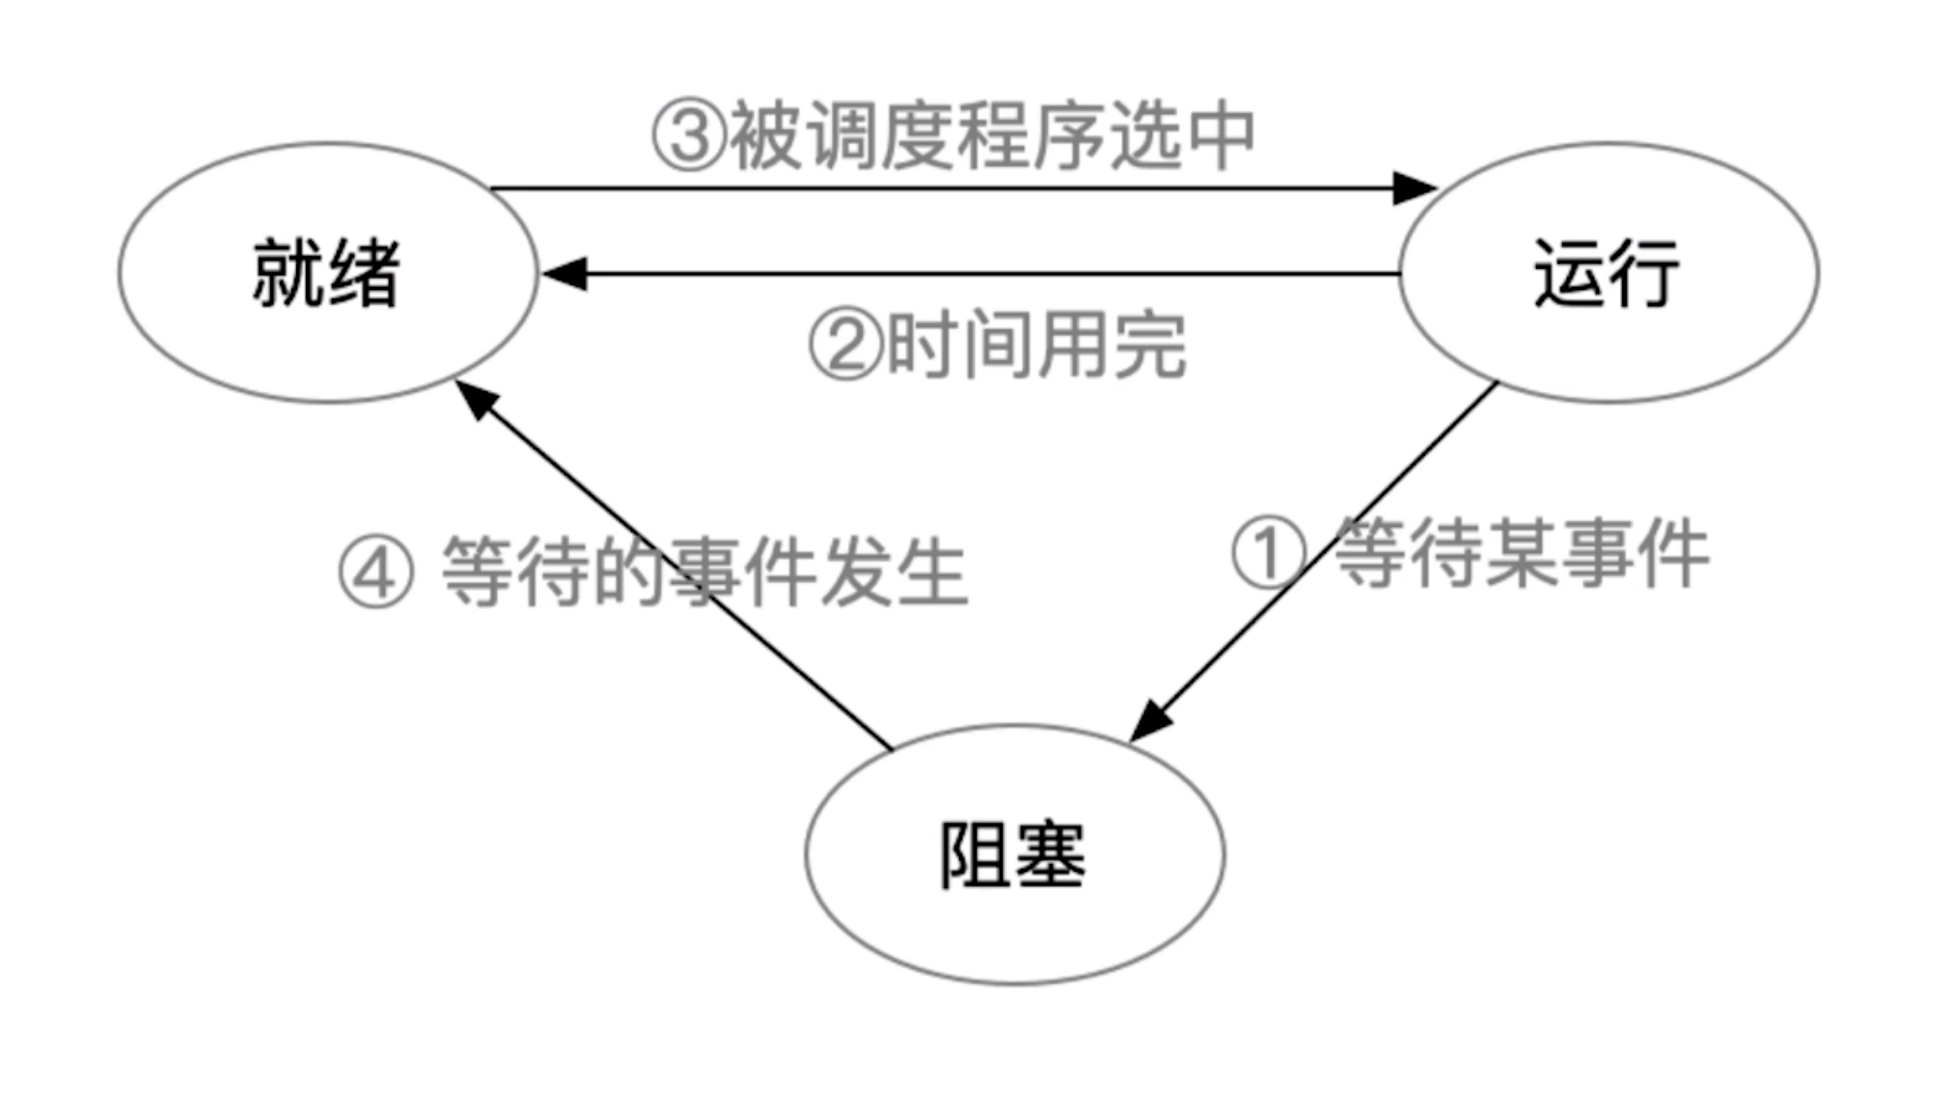 ③被调度程序选中
就绪
运行
②时间用完
④ 等待的事件发生
① 等待某事件
阻塞